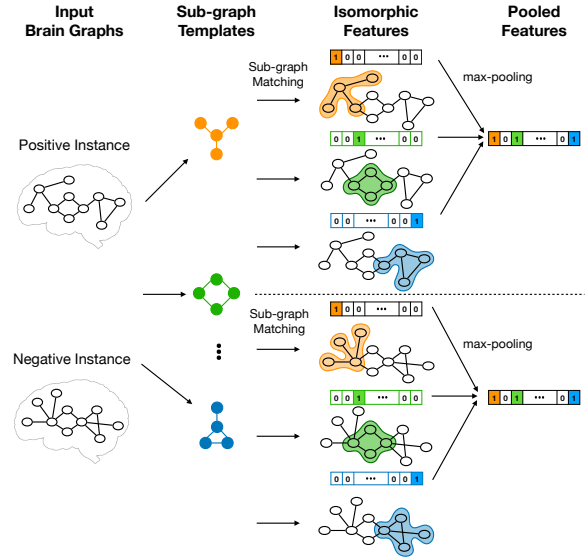 Input
Brain Graphs
Sub-graph
Templates
Isomorphic
Features
Pooled
Features
Sub-graph
Matching
1 0 0 ••• 0 0
max-pooling
Positive Instance
0 0 1 ••• 0 0
1 0 1 ••• 0 1
0 0 ••• 0 0 1
Sub-graph
Matching
1 0 0 ••• 0 0
max-pooling
Negative Instance
0 0 1 ••• 0 0
1 0 1 ••• 0 1
0 0 ••• 0 0 1